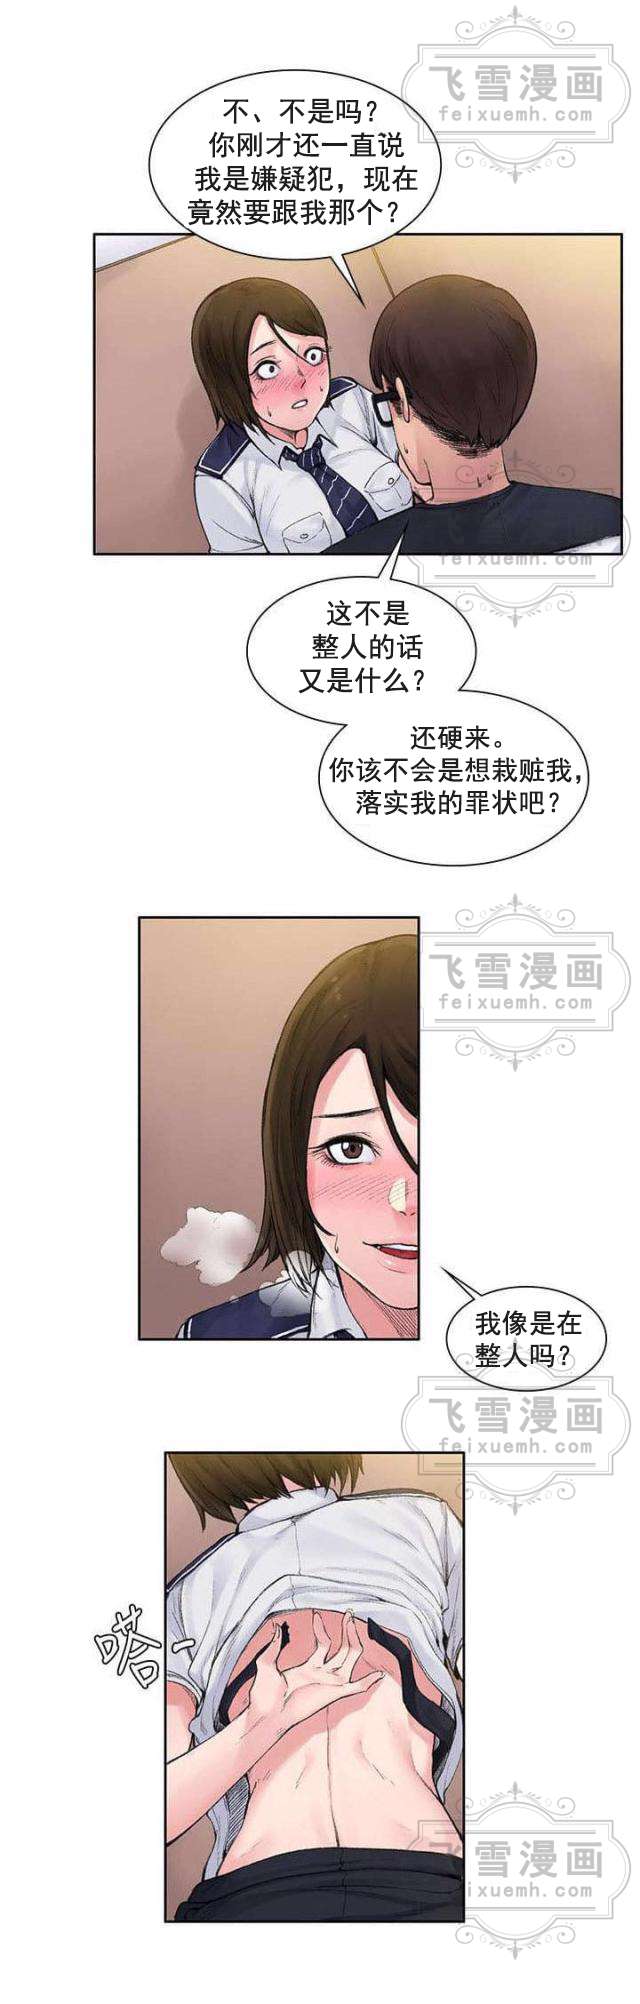 飞雪漫画
feixuemh.com
不、不是吗？
你刚才还一直说
我是嫌疑犯，现在
竟然要跟我那个？
飞雪漫画
feixuemh.com
这不是
整人的话
又是什么？
还硬来。
你该不会是想栽赃我，
落实我的罪状吧？
飞雪漫画
feixuemh.com
我像是在
整人吗？
飞雪漫画
feixuemh.com
嗒
飞雪漫画
feixuemh.com